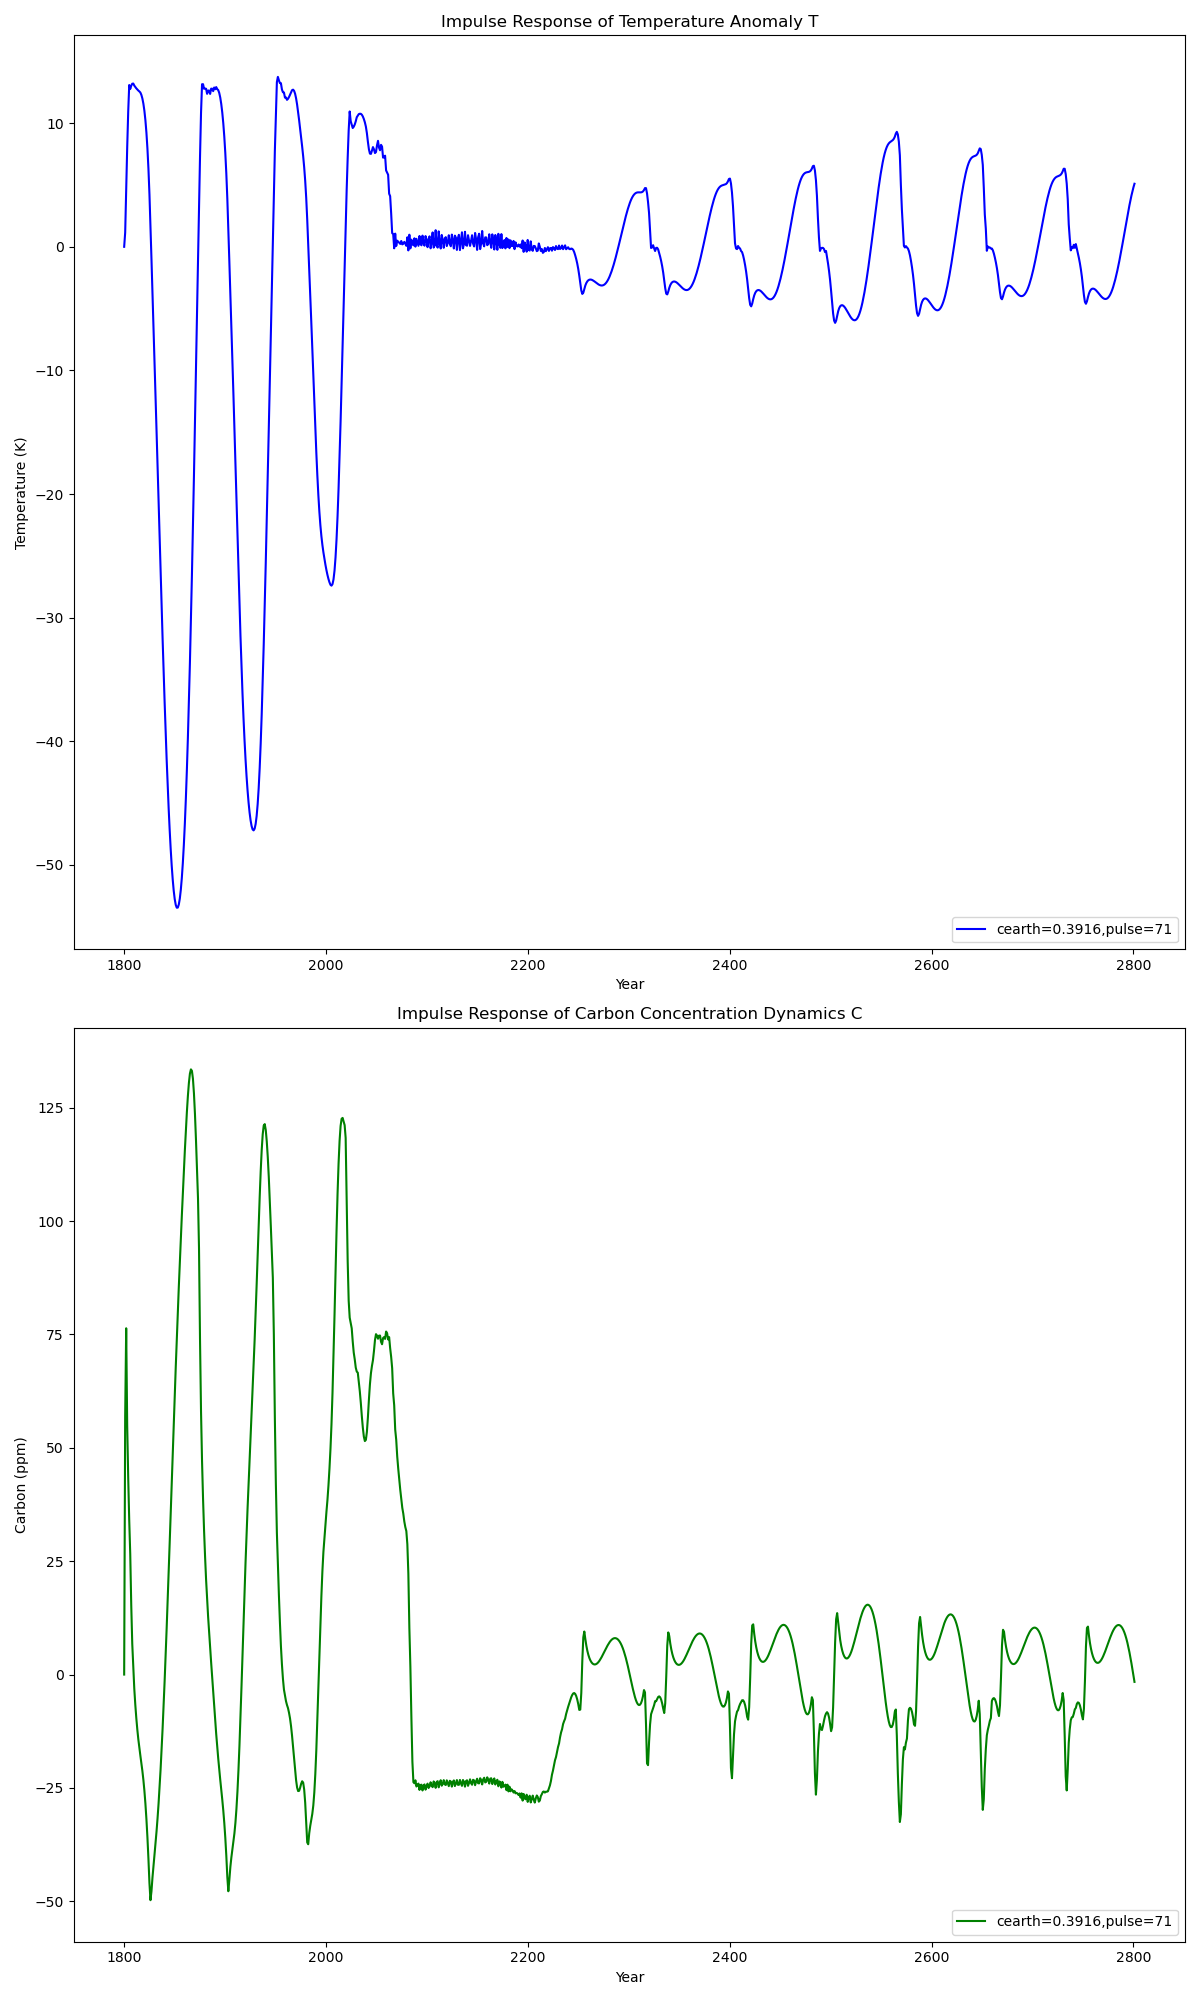 Impulse Response of Temperature Anomaly T
Temperature (K)
10
0
−10
−20
−30
−40
−50
cearth=0.3916,pulse=71
1800 2000 2200 2400 2600 2800
Year
Impulse Response of Carbon Concentration Dynamics C
Carbon (ppm)
125
100
75
50
25
0
−25
−50
cearth=0.3916,pulse=71
1800 2000 2200 2400 2600 2800
Year